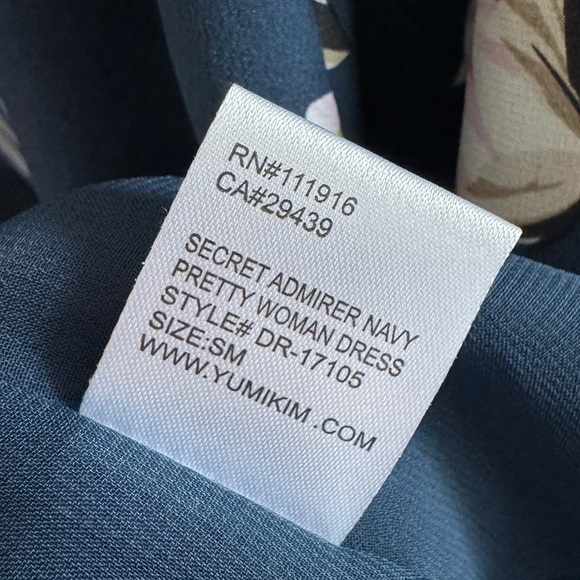 RN#111916
CA#29439
SECRET ADMIRER NAVY
PRETTY WOMAN DRESS
STYLE# DR-17105
SIZE:SM
WWW.YUMIKIM.COM